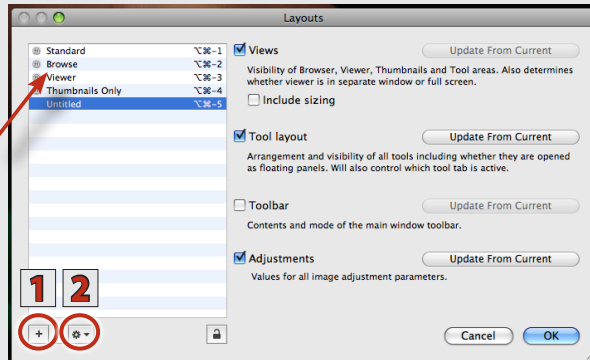 Layouts
Standard ⌥⌘-1
Browse ⌥⌘-2
Viewer ⌥⌘-3
Thumbnails Only ⌥⌘-4
Untitled ⌥⌘-5
Views Update From Current
Visibility of Browser, Viewer, Thumbnails and Tool areas. Also determines
whether viewer is in separate window or full screen.
Include sizing
Tool layout Update From Current
Arrangement and visibility of all tools including whether they are opened
as floating panels. Will also control which tool tab is active.
Toolbar Update From Current
Contents and mode of the main window toolbar.
Adjustments Update From Current
Values for all image adjustment parameters.
1 2
+
Cancel OK